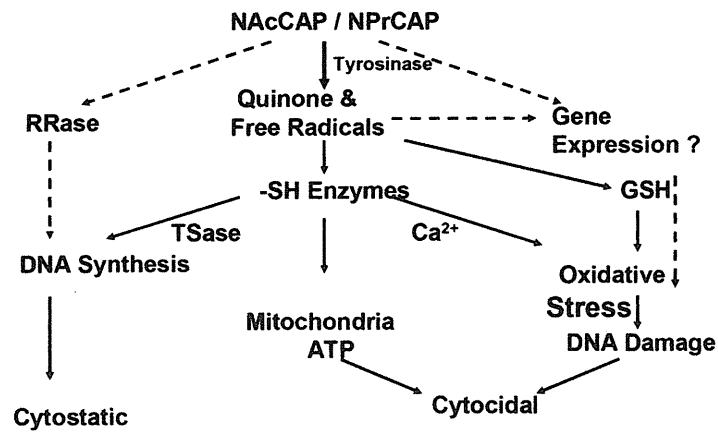 NAcCAP / NPrCAP
Tyrosinase
Quinone &
Free Radicals
RRase
Gene
Expression ?
-SH Enzymes
GSH
TSase
Ca²⁺
DNA Synthesis
Oxidative
Stress
Mitochondria
ATP
DNA Damage
Cytostatic
Cytocidal